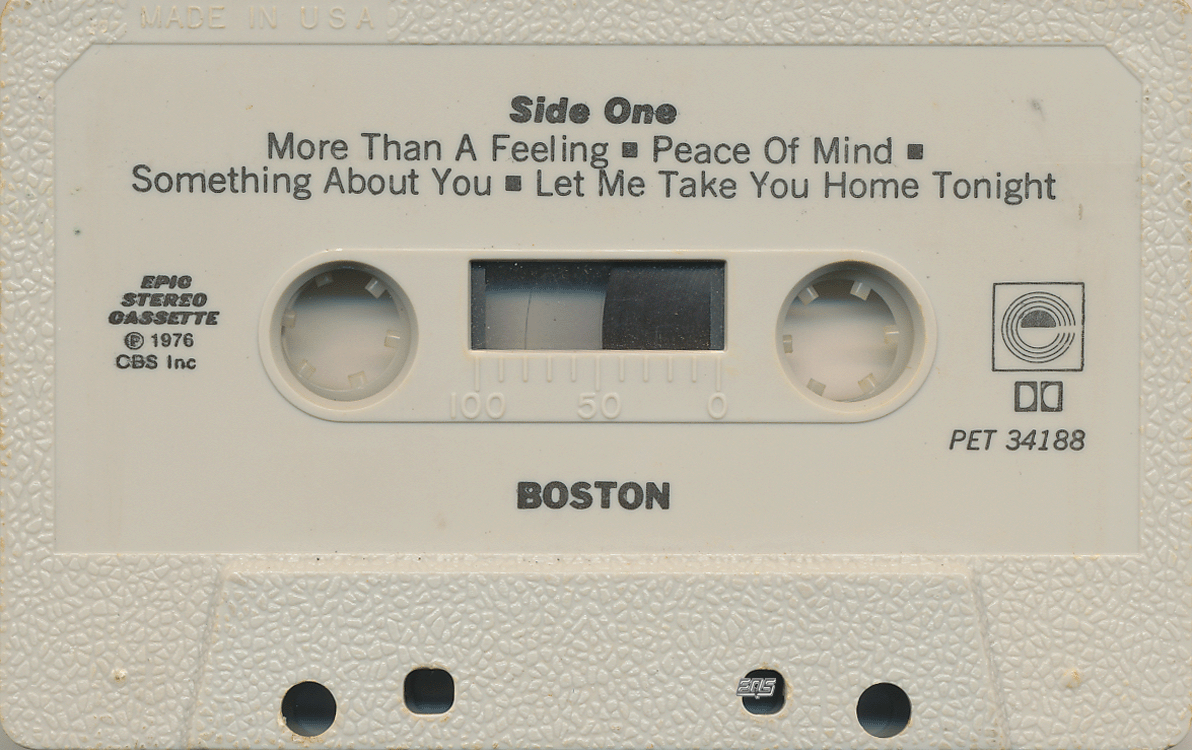 MADE IN USA
Side One
More Than A Feeling ▪ Peace Of Mind ▪
Something About You ▪ Let Me Take You Home Tonight
EPIC
STEREO
CASSETTE
℗ 1976
CBS Inc
100 50 0
PET 34188
BOSTON